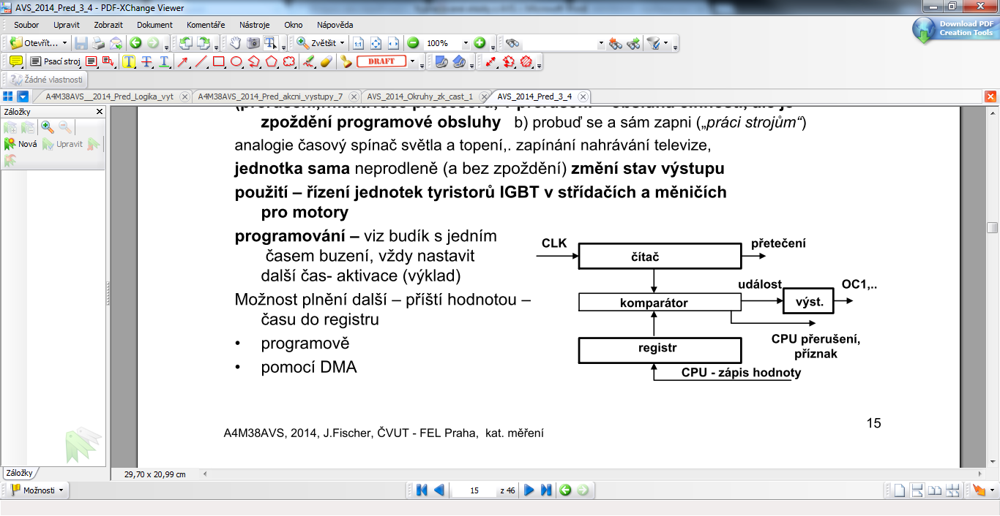 AVS_2014_Pred_3_4 - PDF-XChange Viewer
Soubor Upravit Zobrazit Dokument Komentáře Nástroje Okno Nápověda
Download PDF
Creation Tools
Otevřít... Zvětšit 100%
Psací stroj DRAFT
Žádné vlastnosti
A4M38AVS__2014_Pred_Logika_vyt A4M38AVS_2014_Pred_akcni_vystupy_7 AVS_2014_Okruhy_zk_cast_1 AVS_2014_Pred_3_4
Záložky
Nová Upravit
zpoždění programové obsluhy b) probuď se a sám zapni („práci strojům“)
analogie časový spínač světla a topení,. zapínání nahrávání televize,
jednotka sama neprodleně (a bez zpoždění) změní stav výstupu
použití – řízení jednotek tyristorů IGBT v střídačích a měničích
pro motory
programování – viz budík s jedním
časem buzení, vždy nastavit
další čas- aktivace (výklad)
Možnost plnění další – příští hodnotou –
času do registru
• programově
• pomocí DMA
CLK
čítač
přetečení
událost
OC1,..
komparátor
výst.
CPU přerušení,
příznak
registr
CPU - zápis hodnoty
15
A4M38AVS, 2014, J.Fischer, ČVUT - FEL Praha, kat. měření
Záložky
29,70 x 20,99 cm
Možnosti
15 z 46